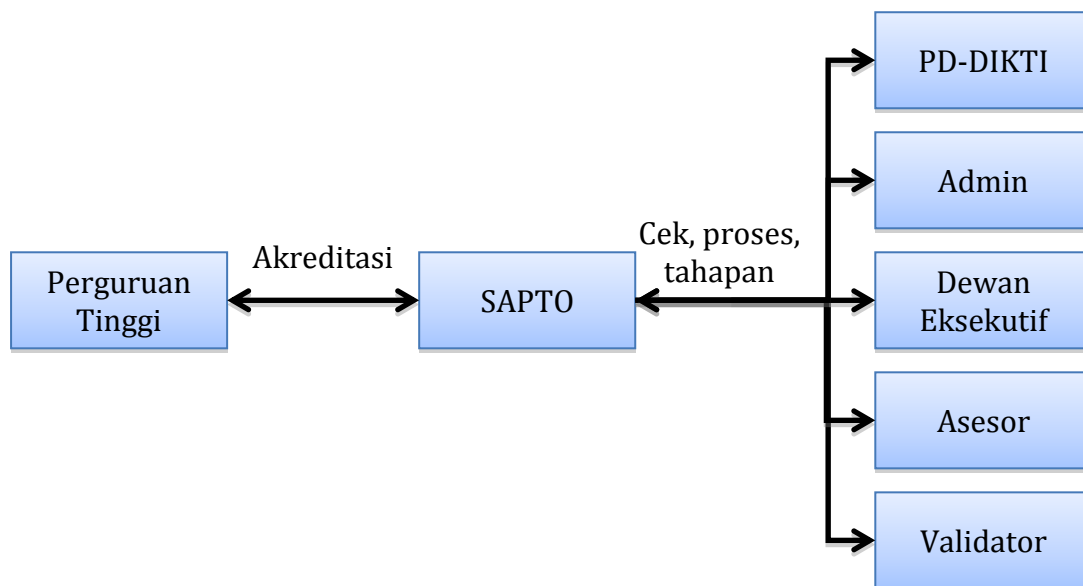 Perguruan
Tinggi
Akreditasi
SAPTO
Cek, proses,
tahapan
PD-DIKTI
Admin
Dewan
Eksekutif
Asesor
Validator